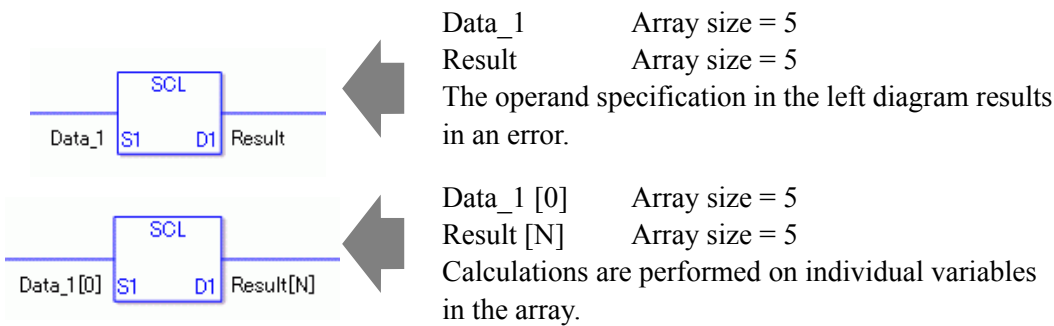 SCL
Data_1 S1 D1 Result
Data_1 Array size = 5
Result Array size = 5
The operand specification in the left diagram results
in an error.
SCL
Data_1[0] S1 D1 Result[N]
Data_1 [0] Array size = 5
Result [N] Array size = 5
Calculations are performed on individual variables
in the array.